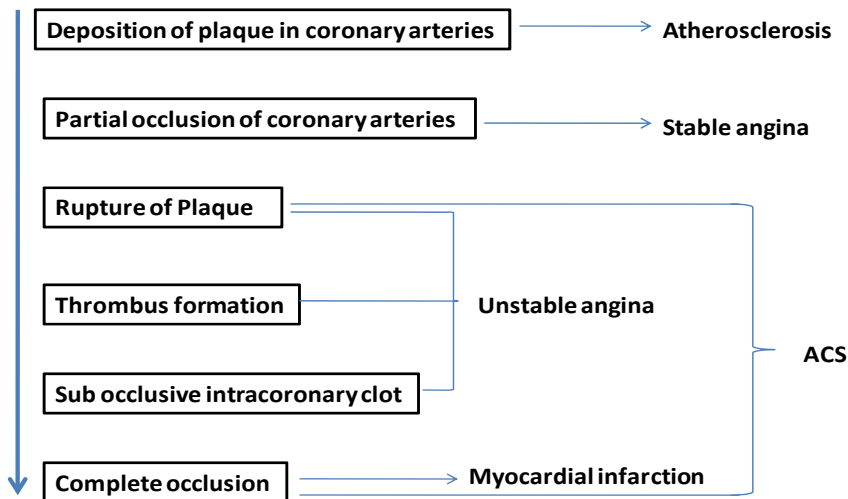 Deposition of plaque in coronary arteries
Atherosclerosis
Partial occlusion of coronary arteries
Stable angina
Rupture of Plaque
Thrombus formation
Unstable angina
ACS
Sub occlusive intracoronary clot
Complete occlusion
Myocardial infarction